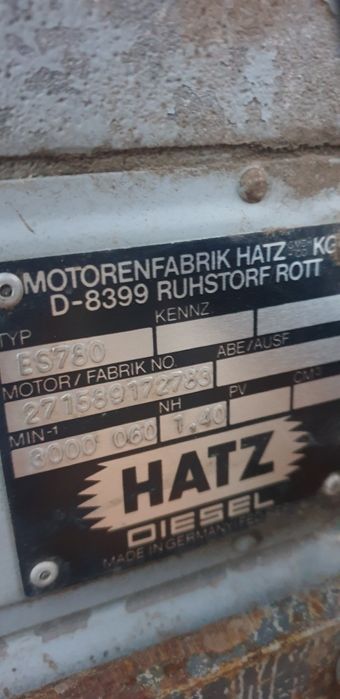 MOTORENFABRIK HATZ KG
D-8399 RUHSTORF ROTT
TYP KENNZ.
ES780
MOTOR/FABRIK NO. ABE/AUSF
MIN-1 NH PV CM3
3000 060 1,40
HATZ
DIESEL
MADE IN GERMANY